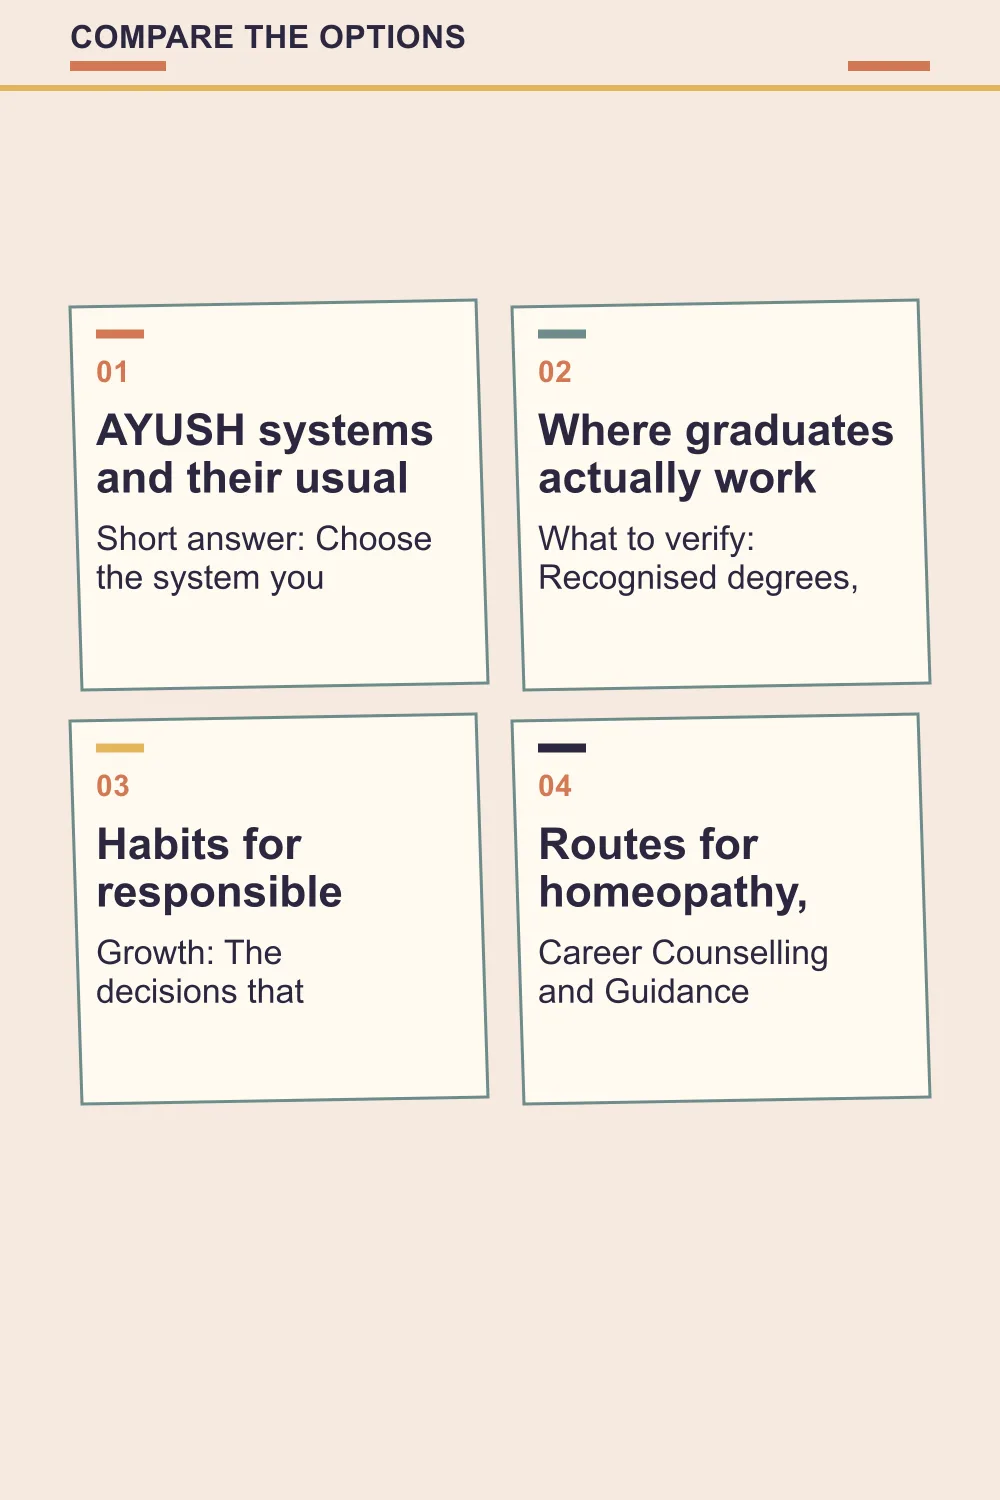 COMPARE THE OPTIONS
01
AYUSH systems
and their usual
Short answer: Choose
the system you
02
Where graduates
actually work
What to verify:
Recognised degrees,
03
Habits for
responsible
Growth: The
decisions that
04
Routes for
homeopathy,
Career Counselling
and Guidance